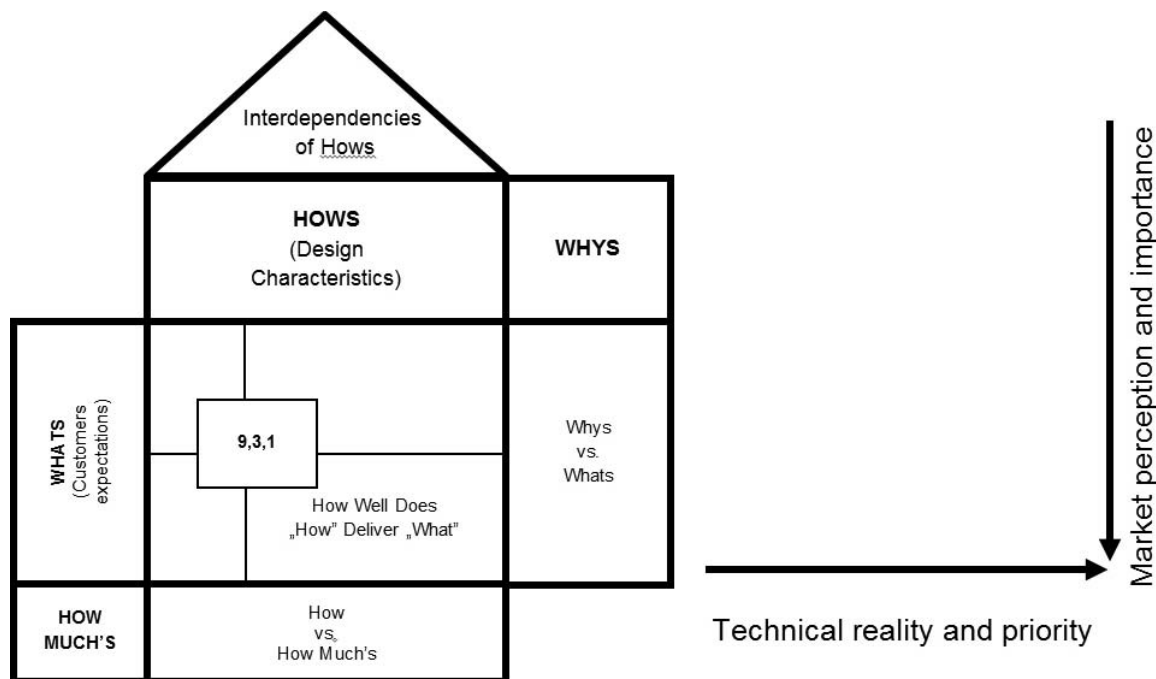 Interdependencies
of Hows
HOWS
(Design
Characteristics)
WHYS
WHATS
(Customers
expectations)
9,3,1
How Well Does
„How” Deliver „What”
Whys
vs.
Whats
HOW
MUCH’S
How
vs.
How Much’s
Technical reality and priority
Market perception and importance